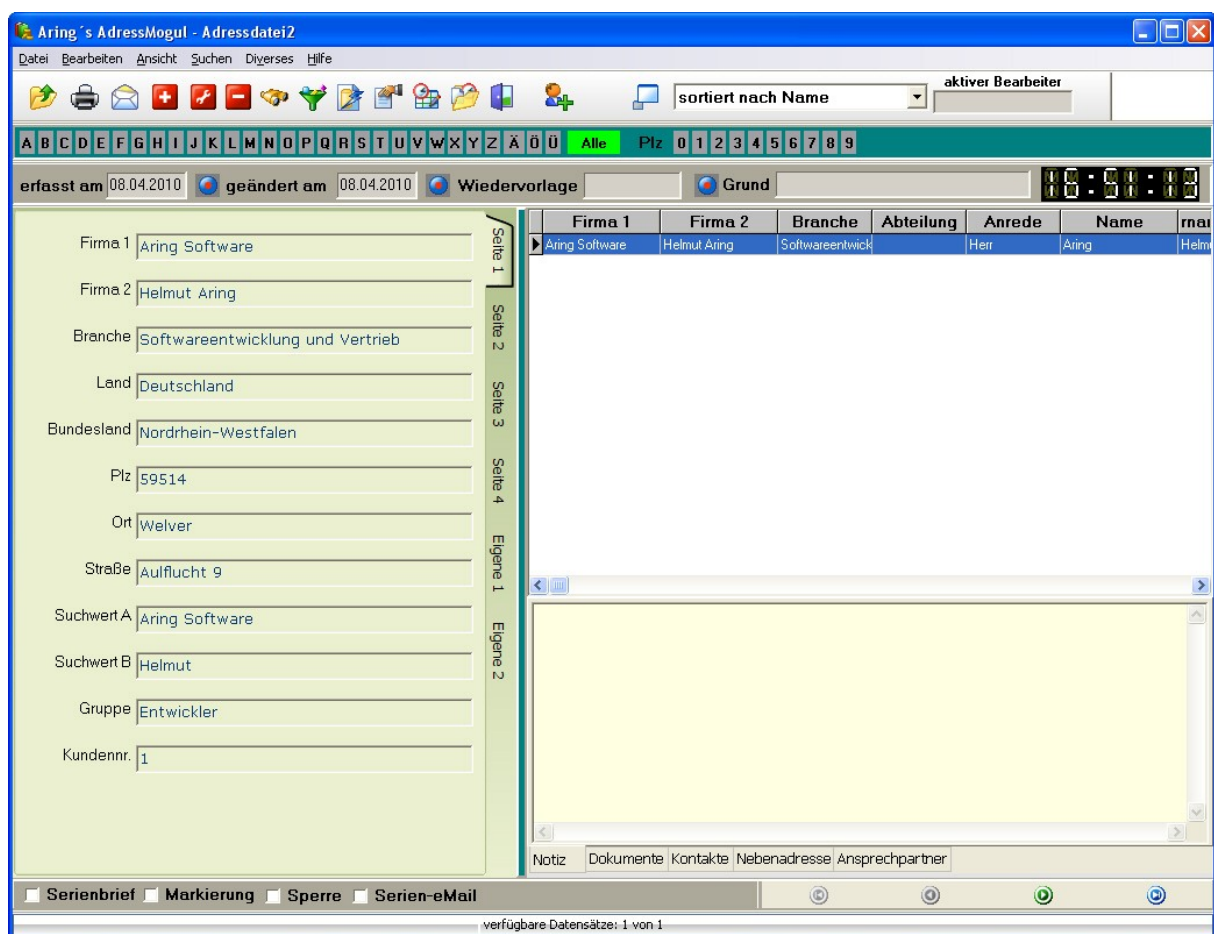 Aring´s AdressMogul - Adressdatei2
Datei Bearbeiten Ansicht Suchen Diverses Hilfe
sortiert nach Name
aktiver Bearbeiter
A B C D E F G H I J K L M N O P Q R S T U V W X Y Z Ä Ö Ü Alle Plz 0 1 2 3 4 5 6 7 8 9
erfasst am 08.04.2010 geändert am 08.04.2010 Wiedervorlage Grund
Firma 1 Aring Software
Firma 2 Helmut Aring
Branche Softwareentwicklung und Vertrieb
Land Deutschland
Bundesland Nordrhein-Westfalen
Plz 59514
Ort Welver
Straße Aulflucht 9
Suchwert A Aring Software
Suchwert B Helmut
Gruppe Entwickler
Kundennr. 1
Seite 1
Seite 2
Seite 3
Seite 4
Eigene 1
Eigene 2
Firma 1 Firma 2 Branche Abteilung Anrede Name
Aring Software Helmut Aring Softwareentwick Herr Aring Helm
Notiz Dokumente Kontakte Nebenadresse Ansprechpartner
Serienbrief Markierung Sperre Serien-eMail
verfügbare Datensätze: 1 von 1